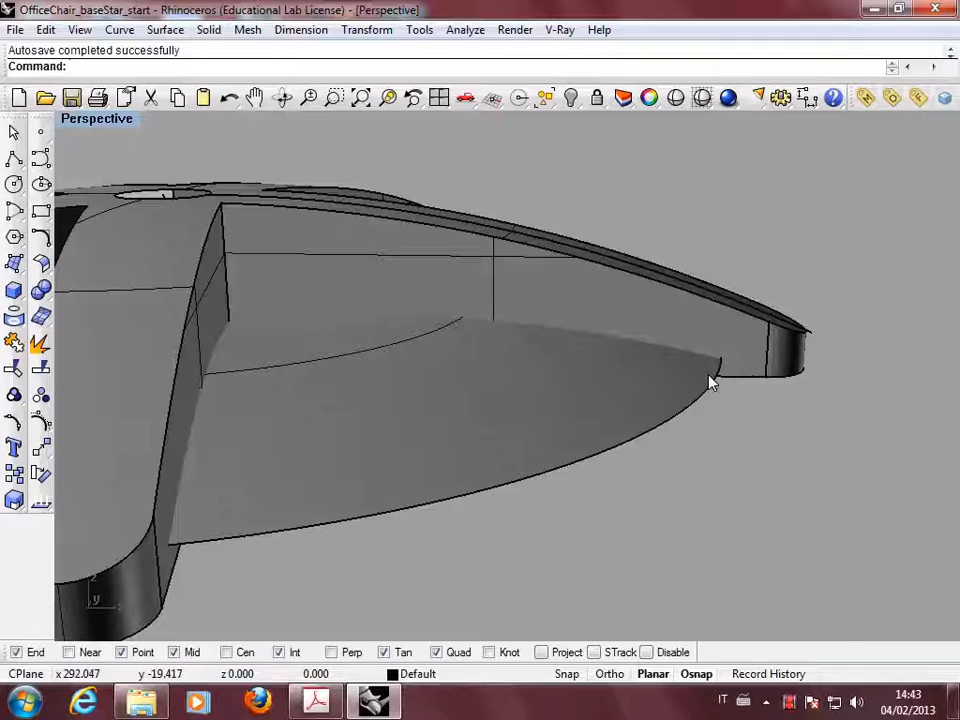 OfficeChair_baseStar_start - Rhinoceros (Educational Lab License) - [Perspective]
File Edit View Curve Surface Solid Mesh Dimension Transform Tools Analyze Render V-Ray Help
Autosave completed successfully
Command:
Perspective
z
y
End Near Point Mid Cen Int Perp Tan Quad Knot Project STrack Disable
CPlane x 292.047 y -19.417 z 0.000 0.000 Default Snap Ortho Planar Osnap Record History
IT 14:43
04/02/2013